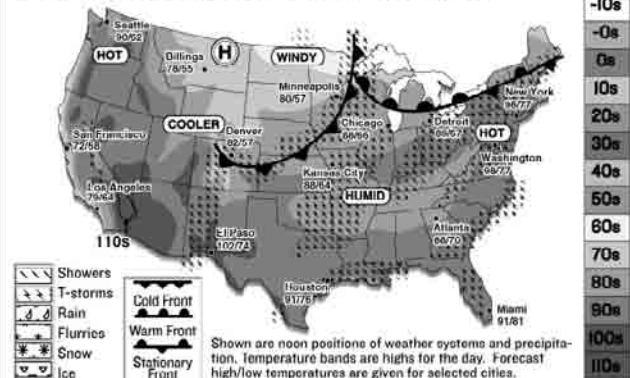 -10s
-0s
0s
10s
20s
30s
40s
50s
60s
70s
80s
90s
100s
110s
Seattle
90/62
HOT
Billings
78/55
H
WINDY
Minneapolis
80/57
New York
98/77
San Francisco
72/58
COOLER
Denver
82/57
Chicago
88/66
Detroit
HOT
Washington
98/77
Kansas City
88/64
Los Angeles
79/64
HUMID
110s
El Paso
102/74
Atlanta
Houston
91/76
Miami
91/81
Showers
T-storms
Rain
Flurries
Snow
Ice
Cold Front
Warm Front
Stationary
Front
Shown are noon positions of weather systems and precipita-
tion. Temperature bands are highs for the day. Forecast
high/low temperatures are given for selected cities.